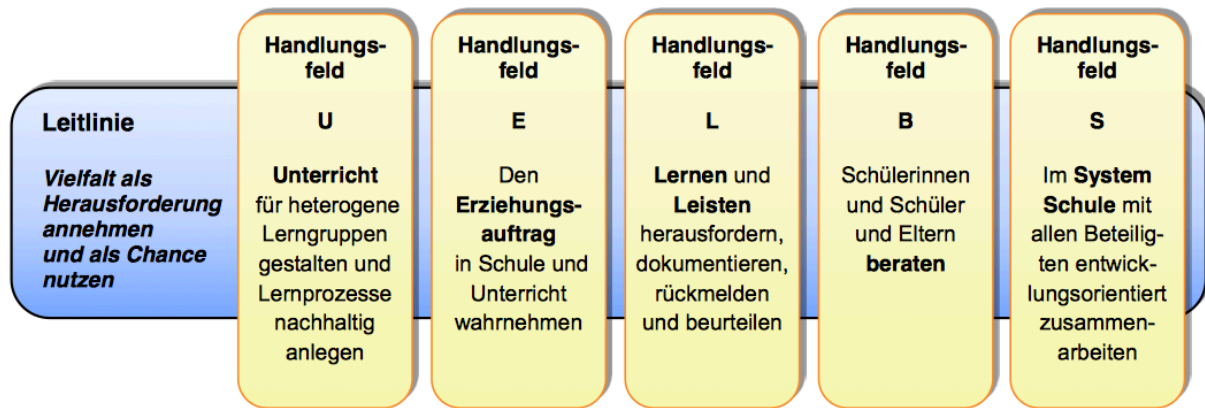 Leitlinie
Vielfalt als
Herausforderung
annehmen
und als Chance
nutzen
Handlungs-
feld
U
Unterricht
für heterogene
Lerngruppen
gestalten und
Lernprozesse
nachhaltig
anlegen
Handlungs-
feld
E
Den
Erziehungs-
auftrag
in Schule und
Unterricht
wahrnehmen
Handlungs-
feld
L
Lernen und
Leisten
herausfordern,
dokumentieren,
rückmelden
und beurteilen
Handlungs-
feld
B
Schülerinnen
und Schüler
und Eltern
beraten
Handlungs-
feld
S
Im System
Schule mit
allen Beteilig-
ten entwick-
lungsorientiert
zusammen-
arbeiten